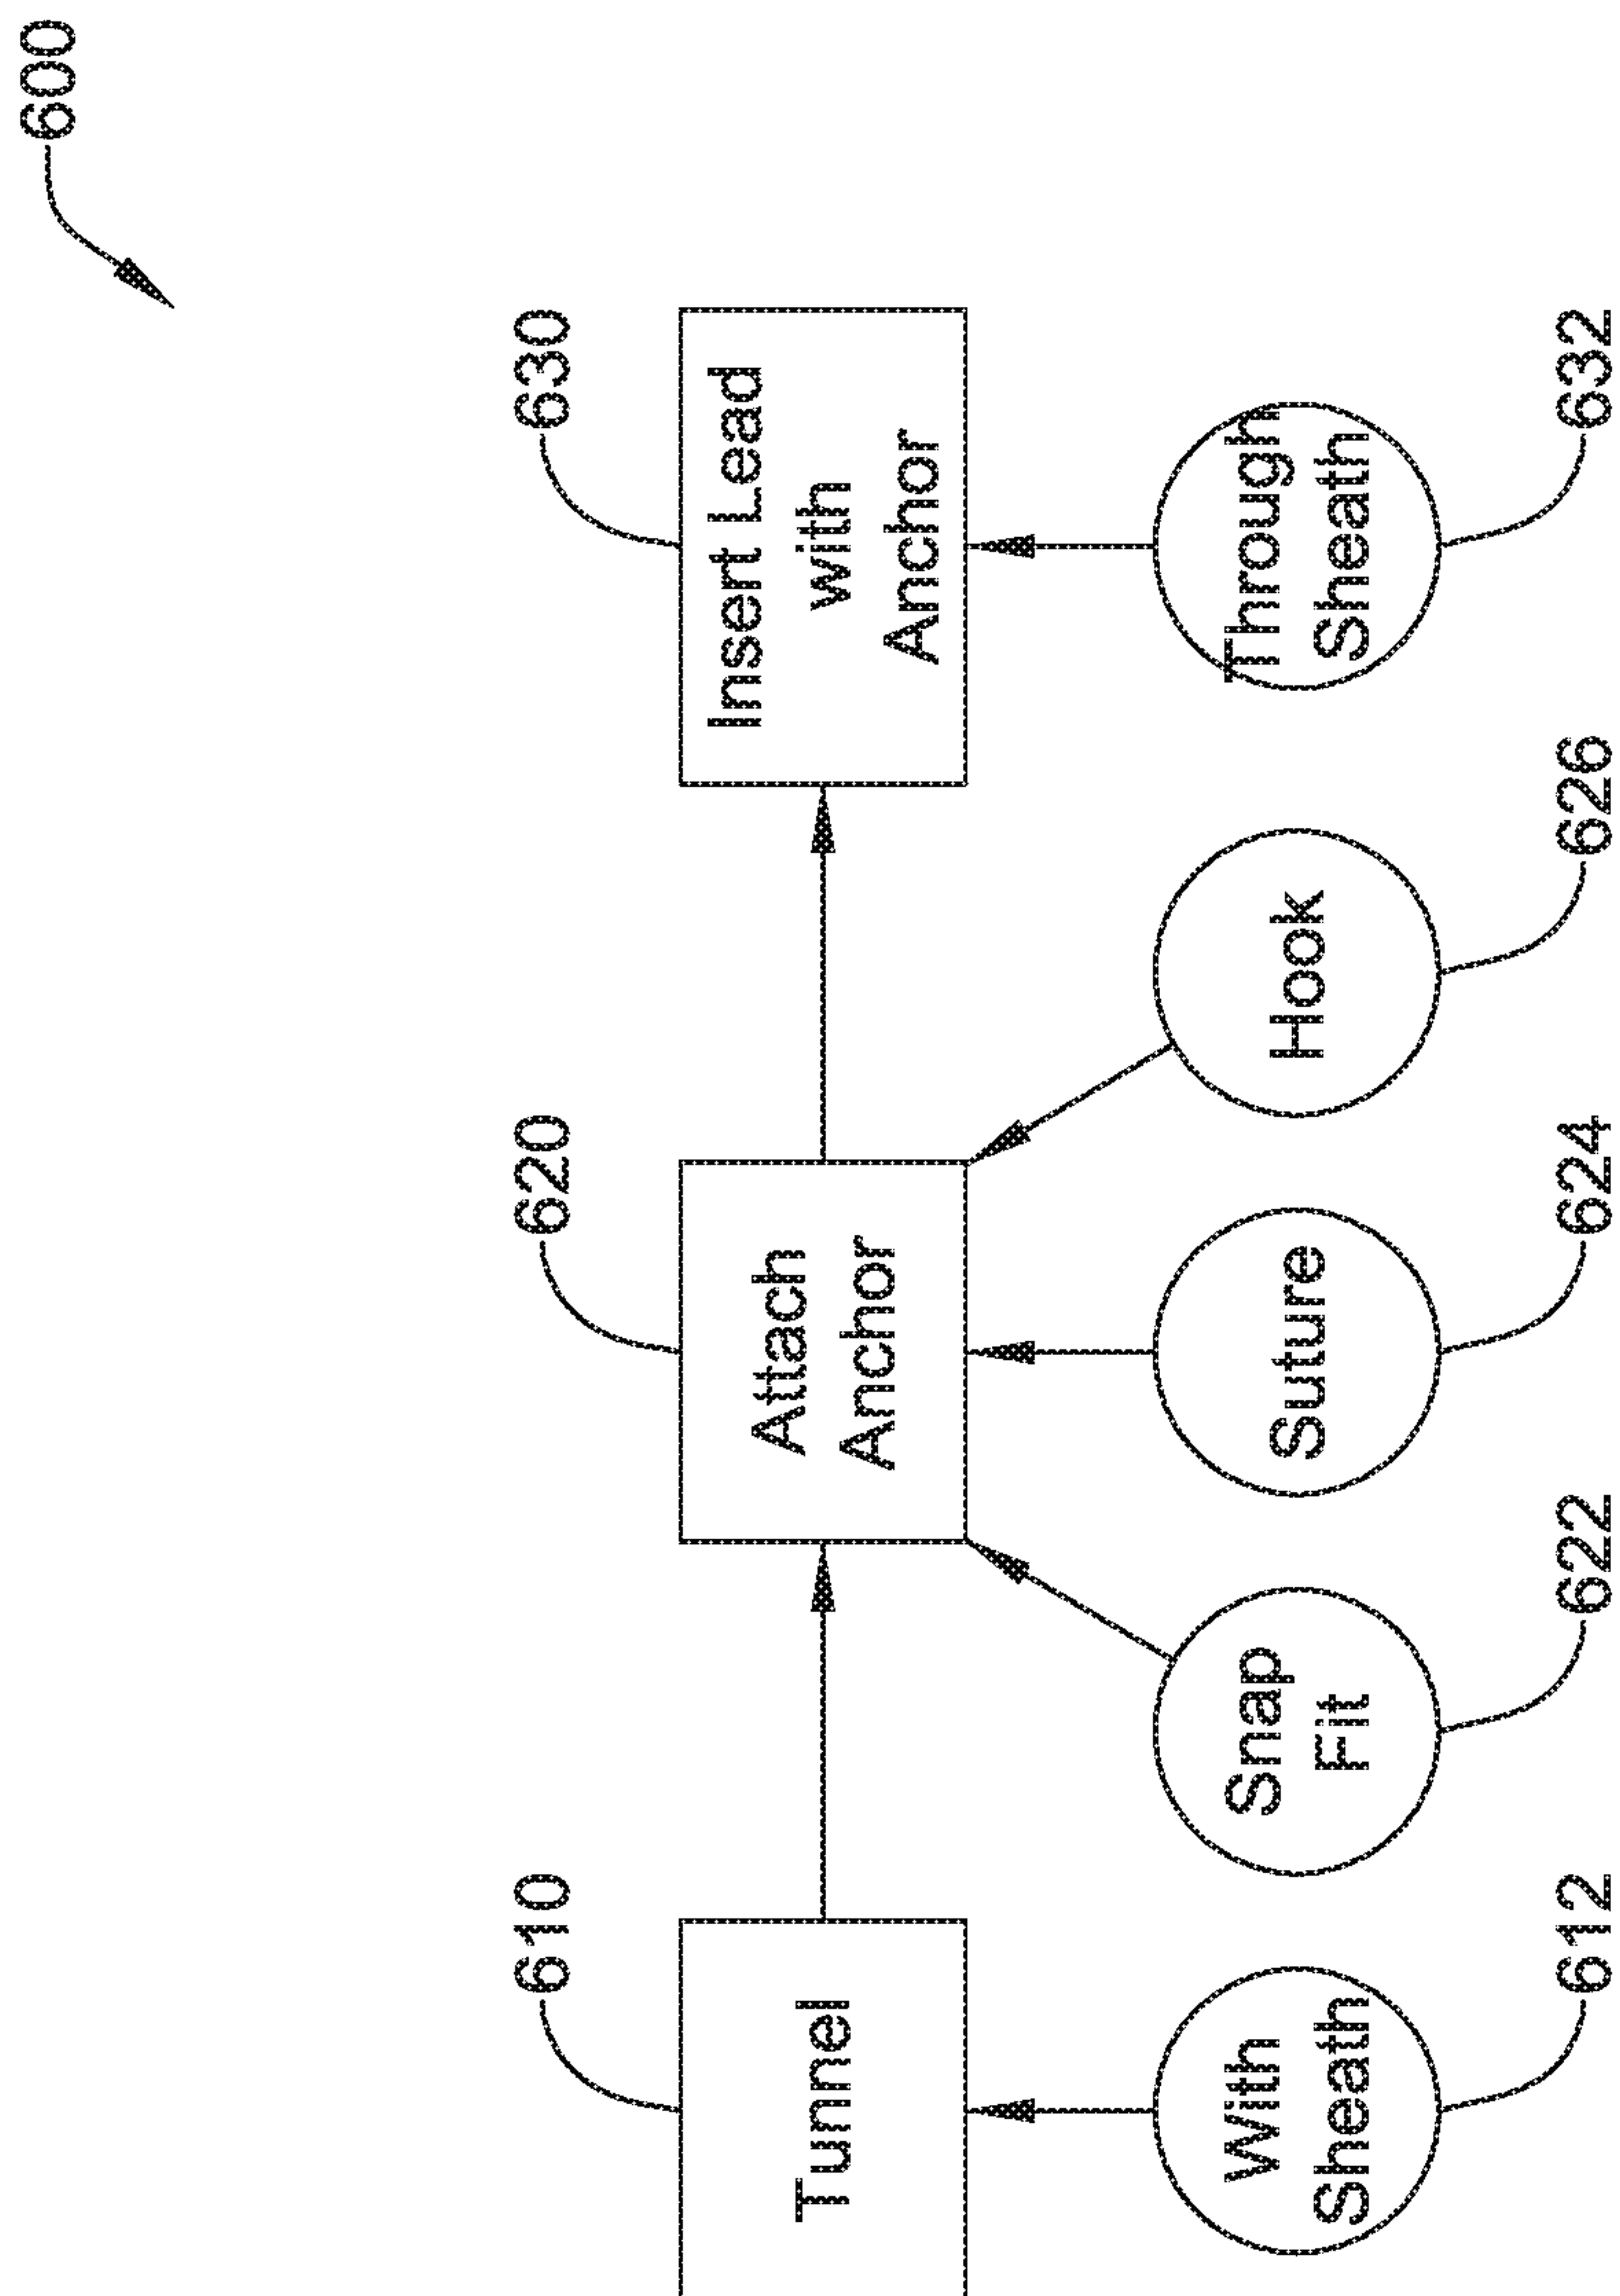 600
610
620
630
Tunnel
Attach
Anchor
Insert Lead
with
Anchor
With
Sheath
Snap
Fit
Suture
Hook
Through
Sheath
612
622
624
626
632